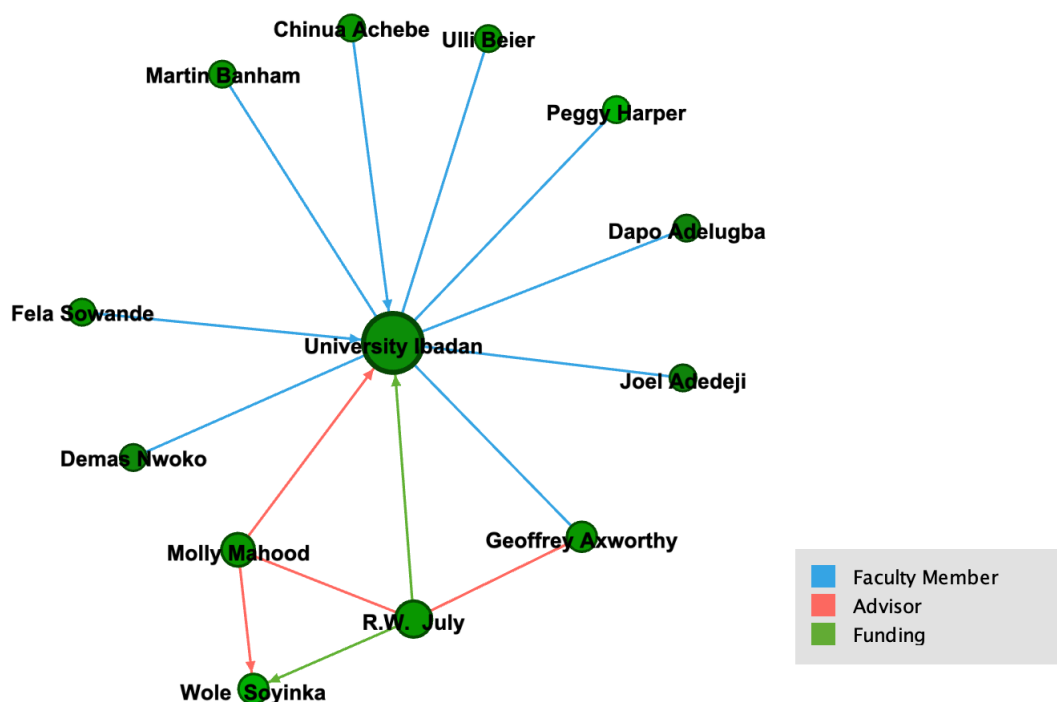 Chinua Achebe
Ulli Beier
Martin Banham
Peggy Harper
Dapo Adelugba
Fela Sowande
University Ibadan
Joel Adedeji
Demas Nwoko
Geoffrey Axworthy
Molly Mahood
R.W.  July
Wole  Soyinka
Faculty Member
Advisor
Funding